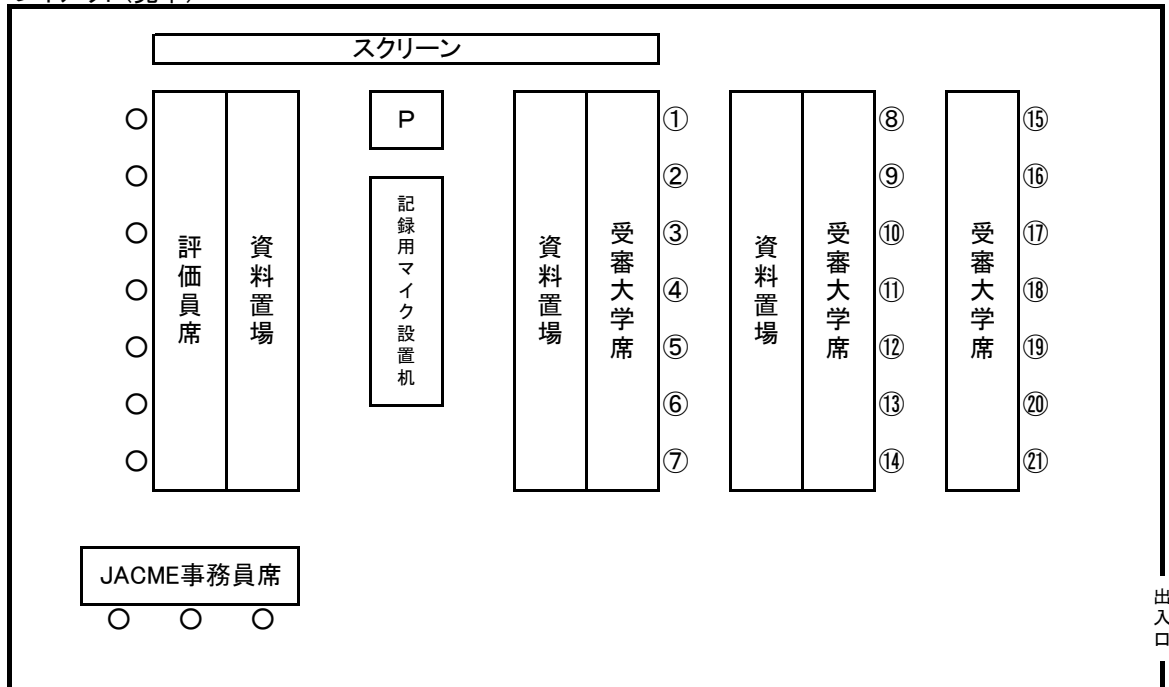 スクリーン
P
記録用マイク設置机
評価員席
資料置場
資料置場
受審大学席
①
②
③
④
⑤
⑥
⑦
資料置場
受審大学席
⑧
⑨
⑩
⑪
⑫
⑬
⑭
受審大学席
⑮
⑯
⑰
⑱
⑲
⑳
㉑
JACME事務員席
出入口